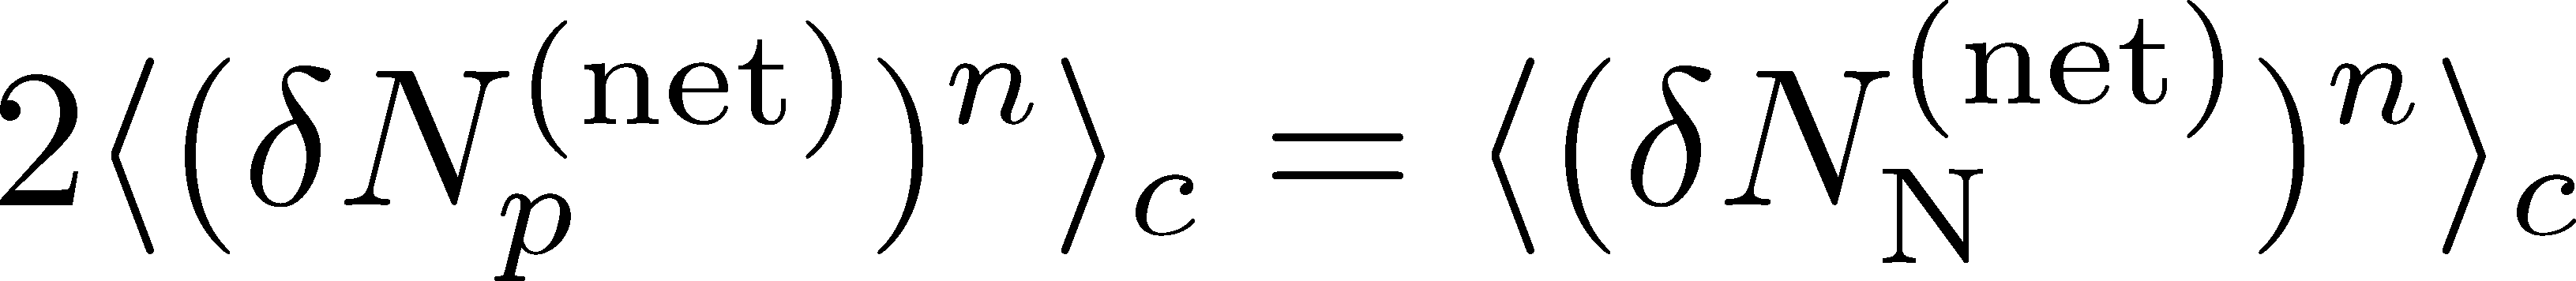 2⟨(δN_p^{(net)})^n⟩_c = ⟨(δN_N^{(net)})^n⟩_c